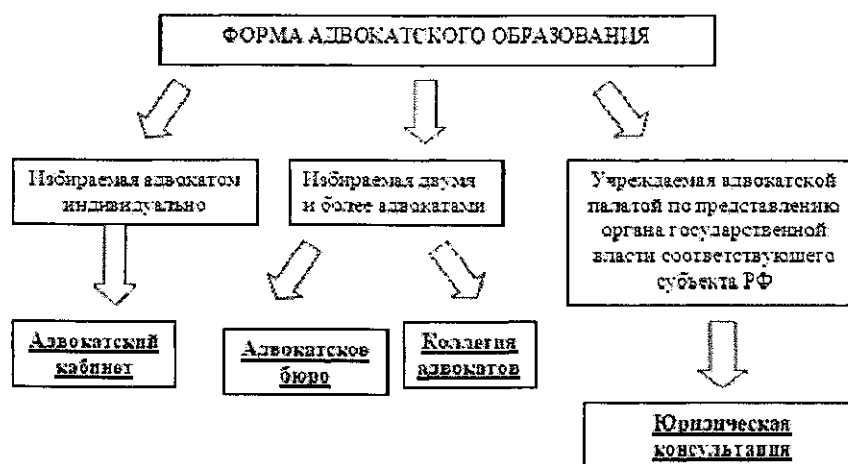 ФОРМА АДВОКАТСКОГО ОБРАЗОВАНИЯ
Избираемая адвокатом
индивидуально
Избираемая двумя
и более адвокатами
Учреждаемая адвокатской
палатой по представлению
органа государственной
власти соответствующего
субъекта РФ
Адвокатский
кабинет
Адвокатское
бюро
Коллегия
адвокатов
Юридическая
консультация